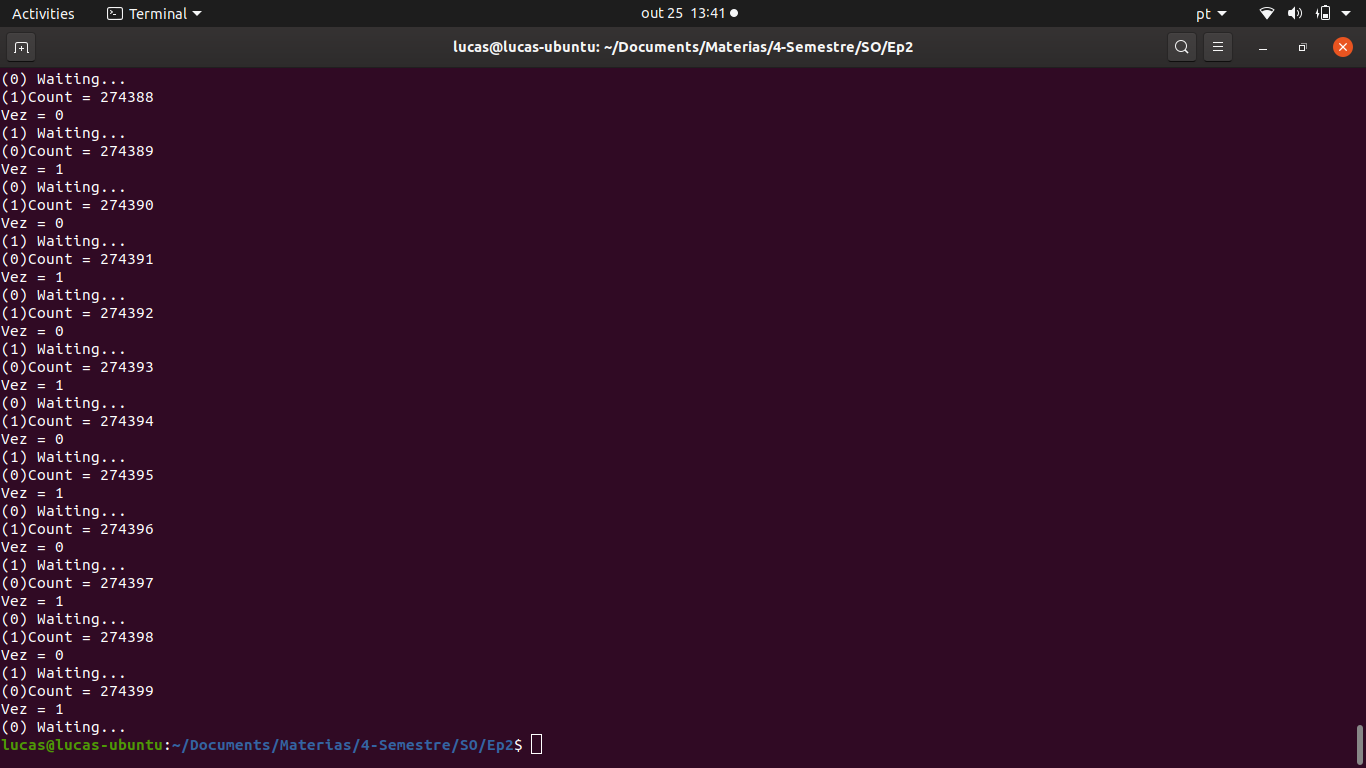 Activities Terminal out 25 13:41 pt
lucas@lucas-ubuntu: ~/Documents/Materias/4-Semestre/SO/Ep2
(0) Waiting...
(1)Count = 274388
Vez = 0
(1) Waiting...
(0)Count = 274389
Vez = 1
(0) Waiting...
(1)Count = 274390
Vez = 0
(1) Waiting...
(0)Count = 274391
Vez = 1
(0) Waiting...
(1)Count = 274392
Vez = 0
(1) Waiting...
(0)Count = 274393
Vez = 1
(0) Waiting...
(1)Count = 274394
Vez = 0
(1) Waiting...
(0)Count = 274395
Vez = 1
(0) Waiting...
(1)Count = 274396
Vez = 0
(1) Waiting...
(0)Count = 274397
Vez = 1
(0) Waiting...
(1)Count = 274398
Vez = 0
(1) Waiting...
(0)Count = 274399
Vez = 1
(0) Waiting...
lucas@lucas-ubuntu:~/Documents/Materias/4-Semestre/SO/Ep2$